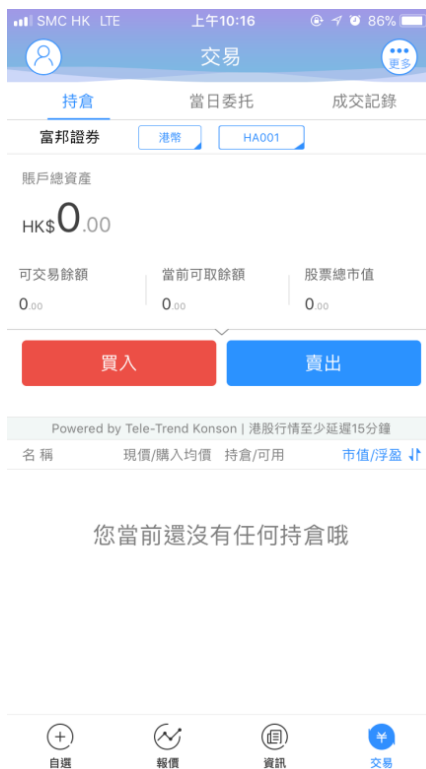 SMC HK LTE 上午10:16 86%
交易
更多
持倉 當日委托 成交記錄
富邦證券 港幣 HA001
賬戶總資產
HK$0.00
可交易餘額 當前可取餘額 股票總市值
0.00 0.00 0.00
買入 賣出
Powered by Tele-Trend Konson | 港股行情至少延遲15分鐘
名稱 現價/購入均價 持倉/可用 市值/浮盈
您當前還沒有任何持倉哦
自選 報價 資訊 交易